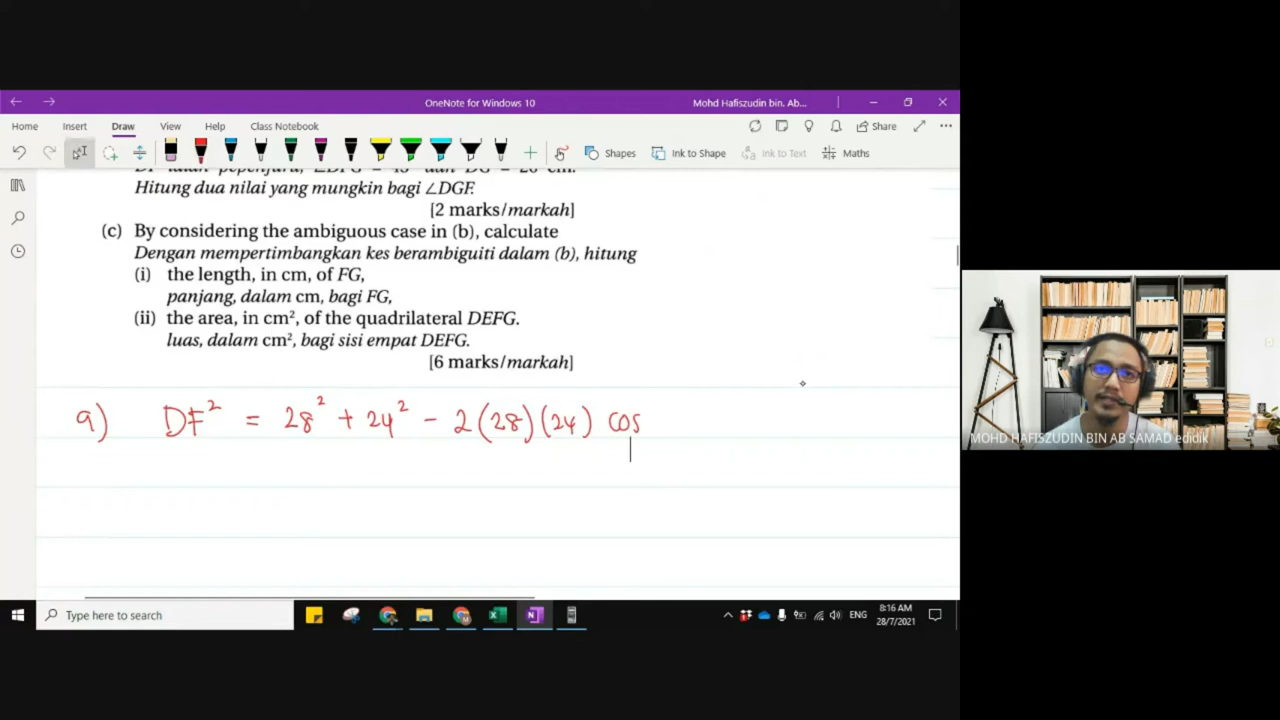 OneNote for Windows 10
Mohd Hafiszudin bin. Ab...
Home Insert Draw View Help Class Notebook
Share
Shapes Ink to Shape Ink to Text Maths
Hitung dua nilai yang mungkin bagi ∠DGF.
[2 marks/markah]
(c) By considering the ambiguous case in (b), calculate
Dengan mempertimbangkan kes berambiguiti dalam (b), hitung
(i) the length, in cm, of FG,
panjang, dalam cm, bagi FG,
(ii) the area, in cm², of the quadrilateral DEFG.
luas, dalam cm², bagi sisi empat DEFG.
[6 marks/markah]
a) DF² = 28² + 24² - 2(28)(24) cos
MOHD HAFISZUDIN BIN AB SAMAD edidik
Type here to search
ENG
8:16 AM
28/7/2021